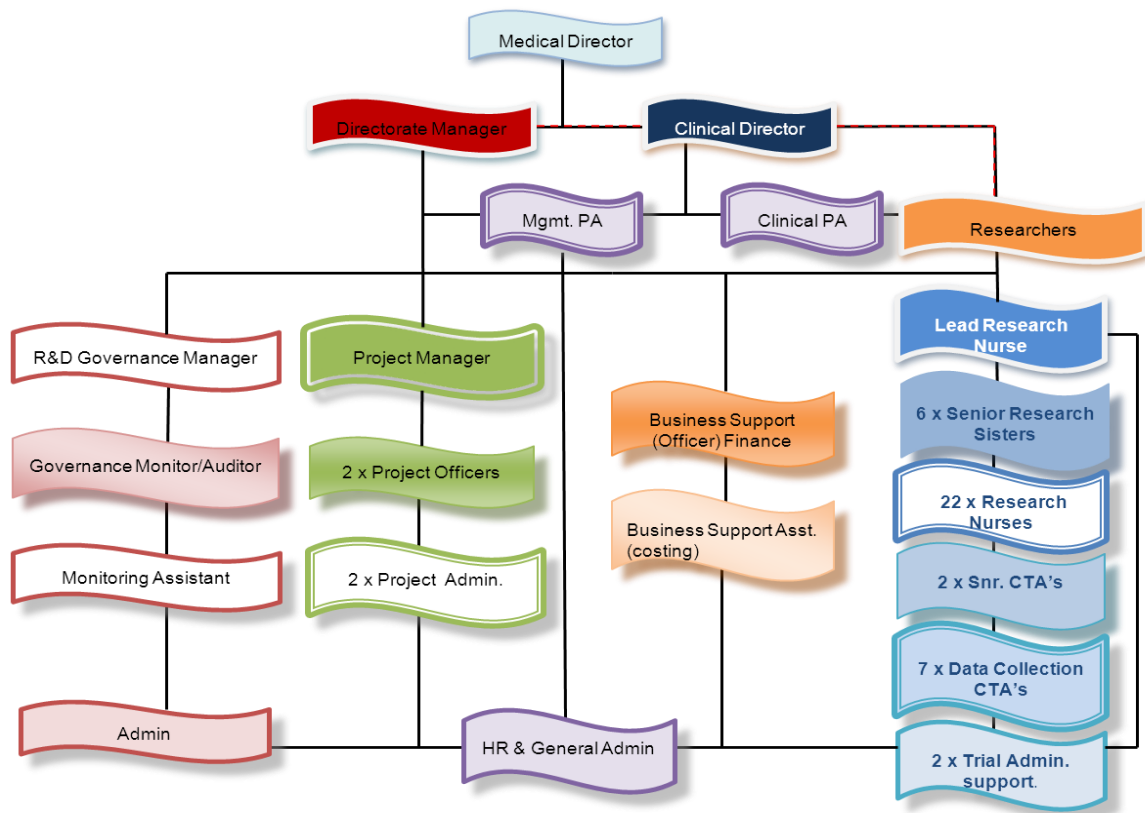 Medical Director
Directorate Manager
Clinical Director
Mgmt. PA
Clinical PA
Researchers
R&D Governance Manager
Project Manager
Lead Research
Nurse
Governance Monitor/Auditor
2 x Project Officers
Business Support
(Officer) Finance
6 x Senior Research
Sisters
Monitoring Assistant
2 x Project Admin.
Business Support Asst.
(costing)
22 x Research
Nurses
2 x Snr. CTA’s
7 x Data Collection
CTA’s
Admin
HR & General Admin
2 x Trial Admin.
support.